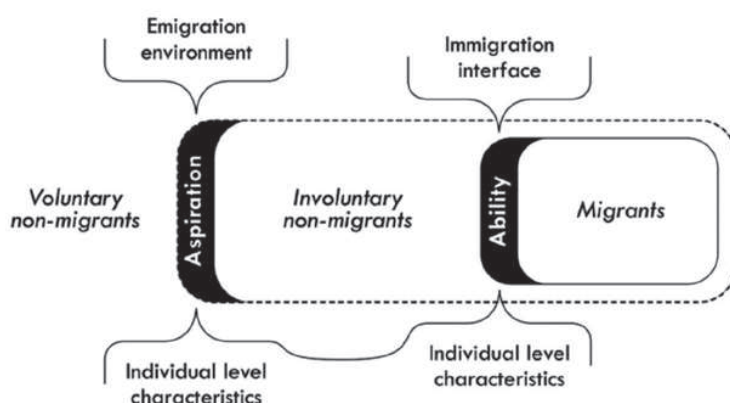 Emigration
environment
Immigration
interface
Voluntary
non-migrants
Aspiration
Involuntary
non-migrants
Ability
Migrants
Individual level
characteristics
Individual level
characteristics